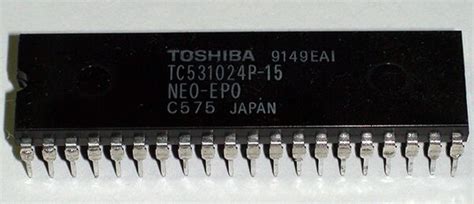 TOSHIBA 9149EAI
TC531024P-15
NEO-EPO
C575 JAPAN